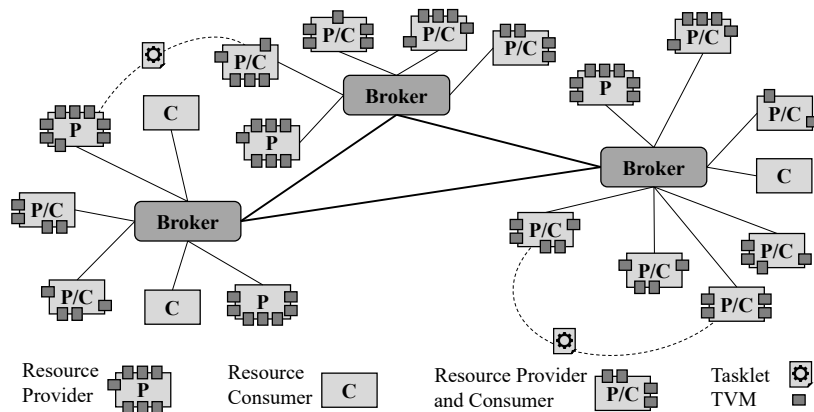 P/C
P/C
P/C
P/C
P/C
Broker
P
P/C
C
P
P
Broker
C
P/C
Broker
P/C
P/C
P/C
P/C
C
P
P/C
Resource Provider
Resource Consumer
Resource Provider and Consumer
Tasklet
TVM
P
C
P/C